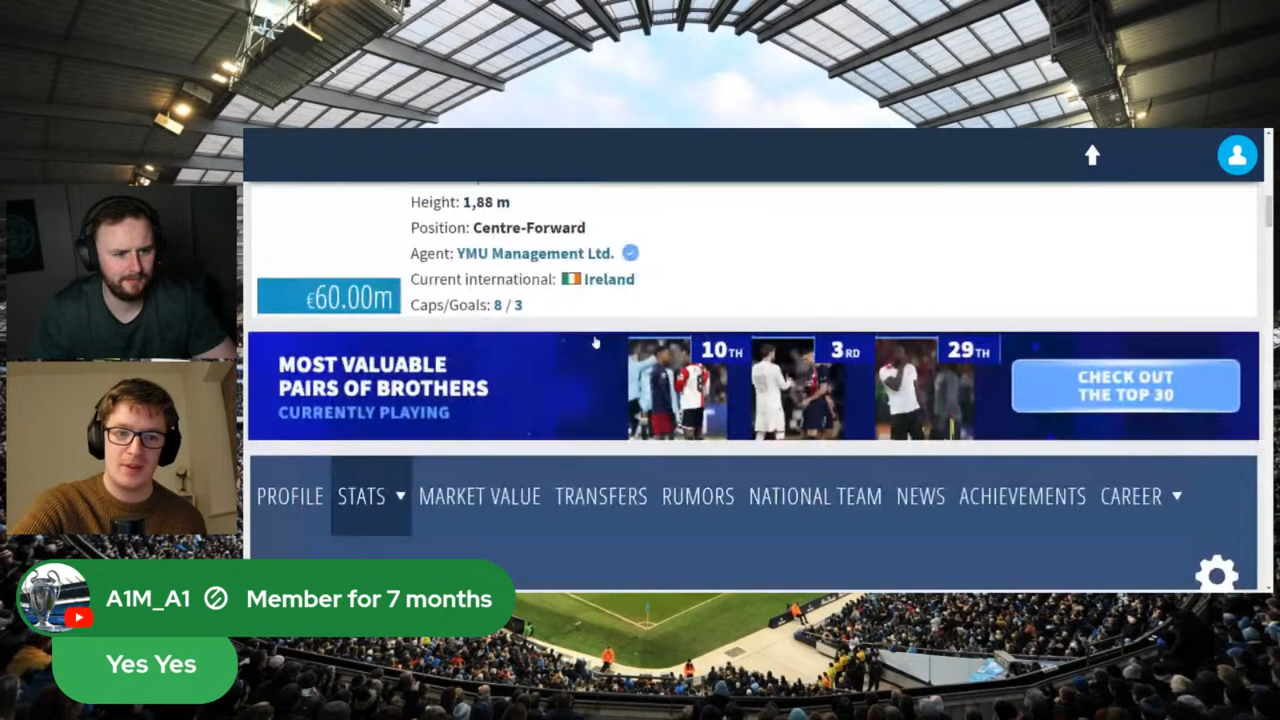 Height: 1,88 m
Position: Centre-Forward
Agent: YMU Management Ltd.
Current international: Ireland
€60.00m
Caps/Goals: 8 / 3
MOST VALUABLE
PAIRS OF BROTHERS
CURRENTLY PLAYING
10TH
3RD
29TH
CHECK OUT
THE TOP 30
PROFILE STATS ▼ MARKET VALUE TRANSFERS RUMORS NATIONAL TEAM NEWS ACHIEVEMENTS CAREER ▼
A1M_A1 Member for 7 months
Yes Yes